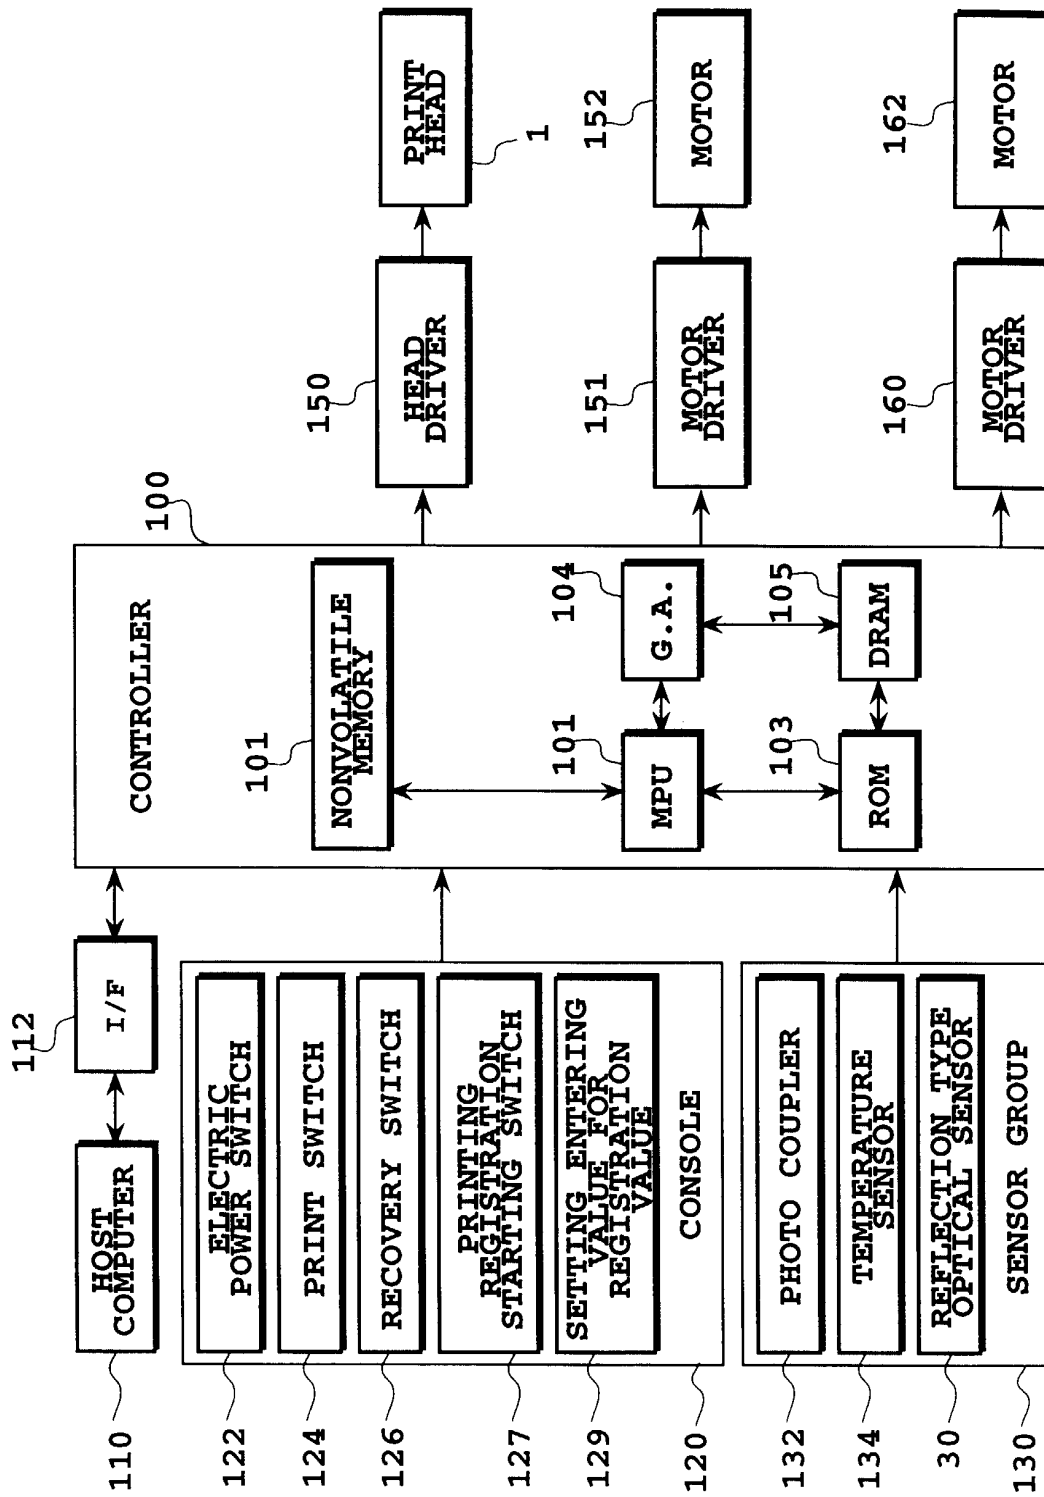 110
HOST
COMPUTER
112
I/F
122
ELECTRIC
POWER SWITCH
124
PRINT SWITCH
126
RECOVERY SWITCH
127
PRINTING
REGISTRATION
STARTING SWITCH
129
SETTING ENTERING
VALUE FOR
REGISTRATION
VALUE
120
CONSOLE
132
PHOTO COUPLER
134
TEMPERATURE
SENSOR
30
REFLECTION TYPE
OPTICAL SENSOR
130
SENSOR GROUP
100
CONTROLLER
101
NONVOLATILE
MEMORY
101
MPU
104
G.A.
103
ROM
105
DRAM
150
HEAD
DRIVER
PRINT
HEAD
1
151
MOTOR
DRIVER
152
MOTOR
160
MOTOR
DRIVER
162
MOTOR